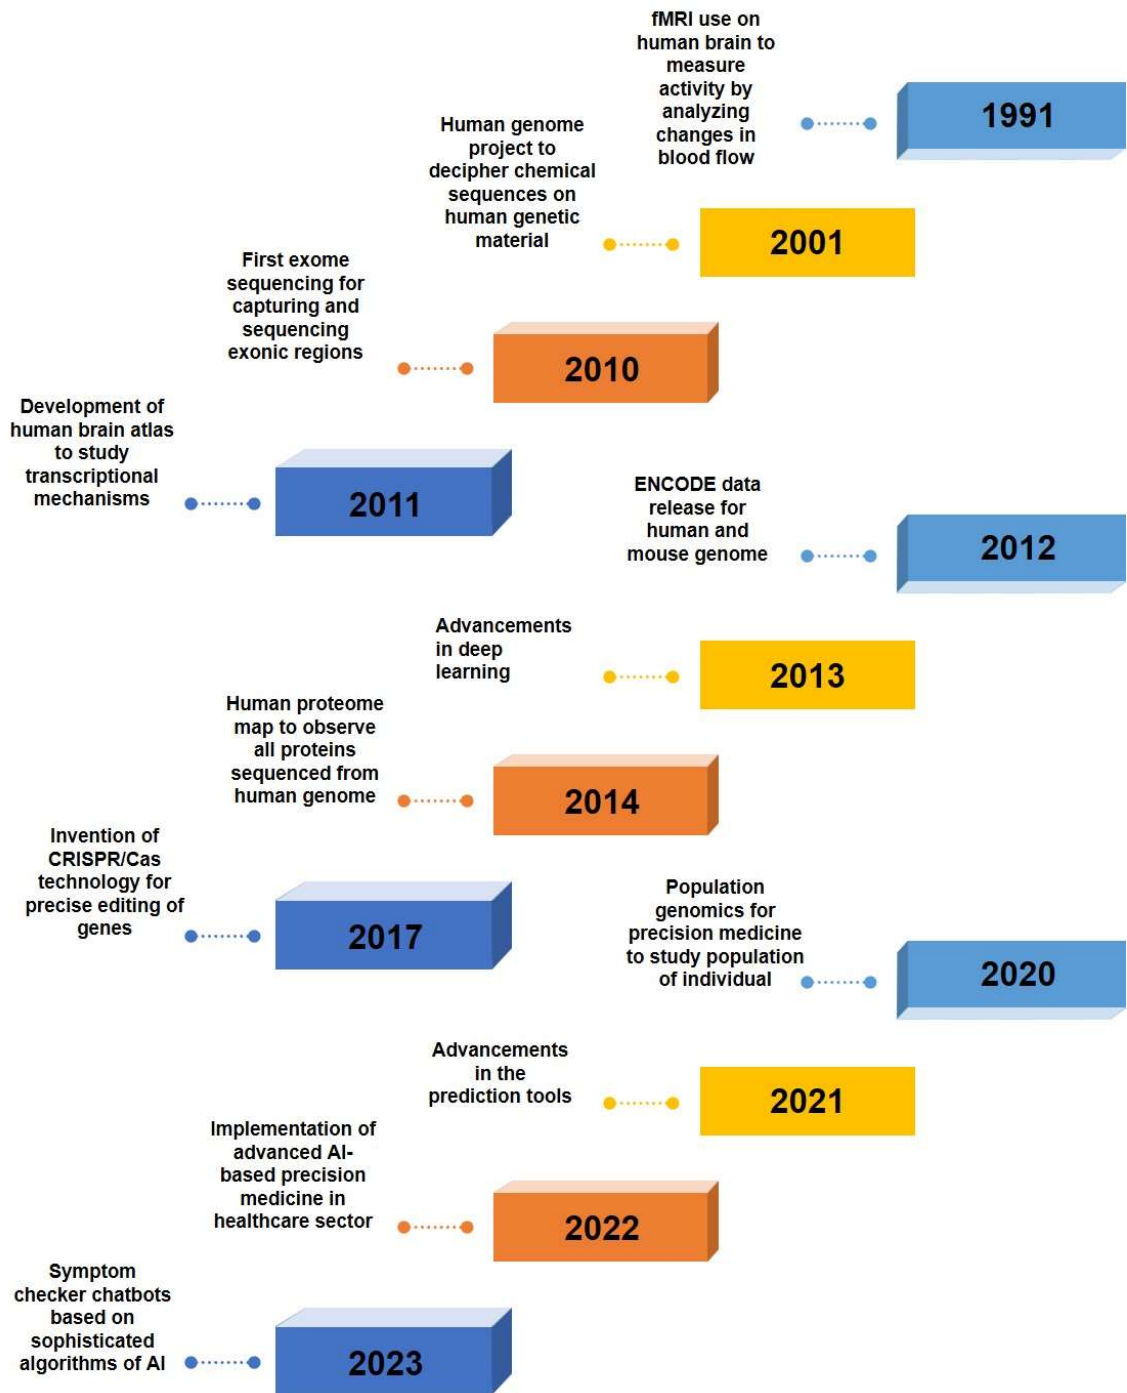 fMRI use on
human brain to
measure
activity by
analyzing
changes in
blood flow
1991
Human genome
project to
decipher chemical
sequences on
human genetic
material
2001
First exome
sequencing for
capturing and
sequencing
exonic regions
2010
Development of
human brain atlas
to study
transcriptional
mechanisms
2011
ENCODE data
release for
human and
mouse genome
2012
Advancements
in deep
learning
2013
Human proteome
map to observe
all proteins
sequenced from
human genome
2014
Invention of
CRISPR/Cas
technology for
precise editing of
genes
2017
Population
genomics for
precision medicine
to study population
of individual
2020
Advancements
in the
prediction tools
2021
Implementation of
advanced AI-
based precision
medicine in
healthcare sector
2022
Symptom
checker chatbots
based on
sophisticated
algorithms of AI
2023